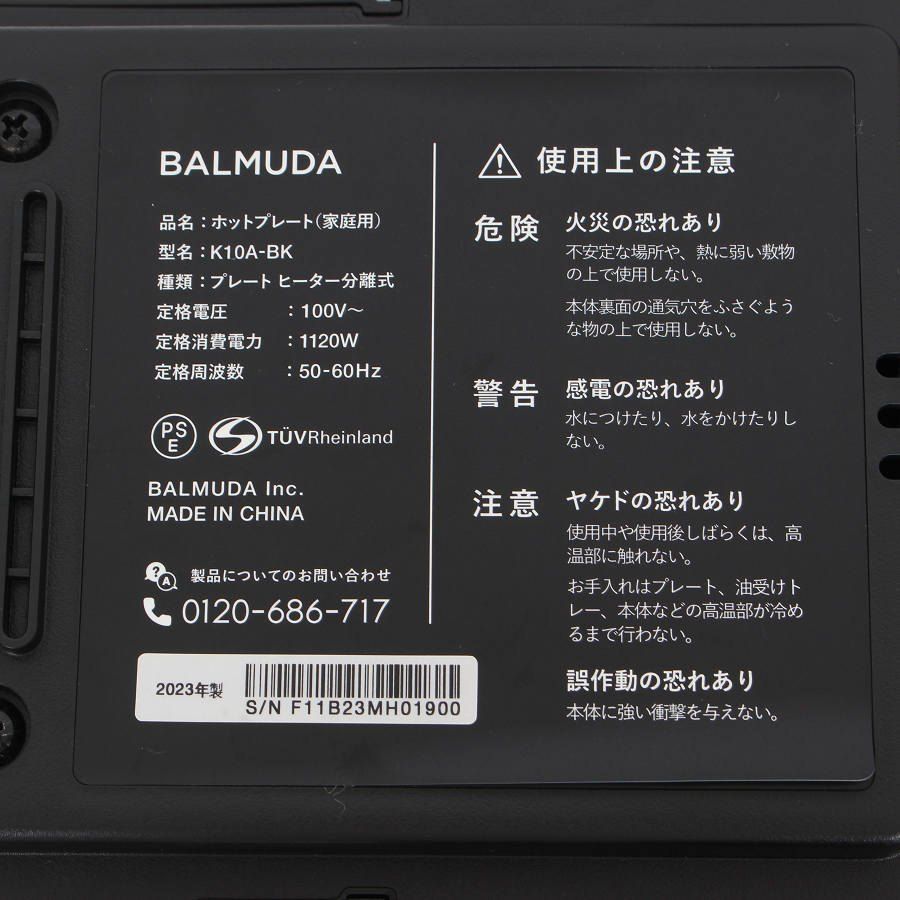 BALMUDA
品名：ホットプレート（家庭用）
型名：K10A-BK
種類：プレート ヒーター分離式
定格電圧 ：100V～
定格消費電力 ：1120W
定格周波数 ：50-60Hz
PS
E
TÜVRheinland
BALMUDA Inc.
MADE IN CHINA
? A 製品についてのお問い合わせ
0120-686-717
2023年製
S/N F11B23MH01900
使用上の注意
危険 火災の恐れあり
不安定な場所や、熱に弱い敷物
の上で使用しない。
本体裏面の通気穴をふさぐよう
な物の上で使用しない。
警告 感電の恐れあり
水につけたり、水をかけたりし
ない。
注意 ヤケドの恐れあり
使用中や使用後しばらくは、高
温部に触れない。
お手入れはプレート、油受けト
レー、本体などの高温部が冷め
るまで行わない。
誤作動の恐れあり
本体に強い衝撃を与えない。